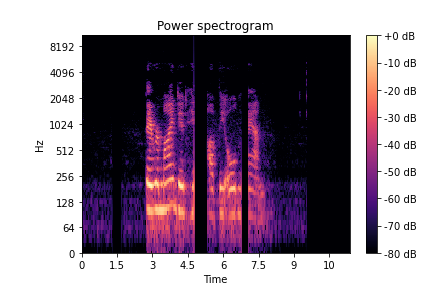 Power spectrogram
Hz
8192
4096
2048
1024
512
256
128
64
0
0
1.5
3
4.5
6
7.5
9
10
Time
+0 dB
-10 dB
-20 dB
-30 dB
-40 dB
-50 dB
-60 dB
-70 dB
-80 dB